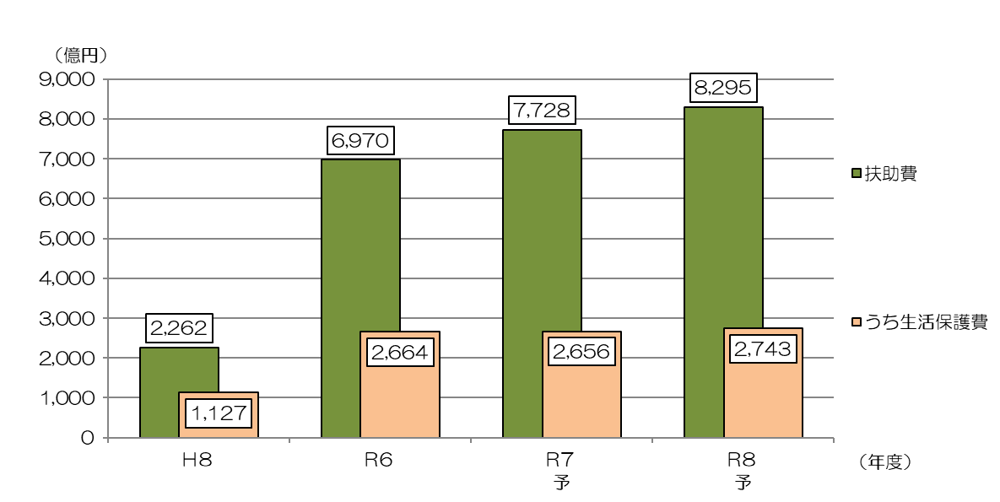 （億円）
9,000
8,000
7,000
6,000
5,000
4,000
3,000
2,000
1,000
0
2,262
1,127
6,970
2,664
7,728
2,656
8,295
2,743
H8
R6
R7
予
R8
予
（年度）
扶助費
うち生活保護費